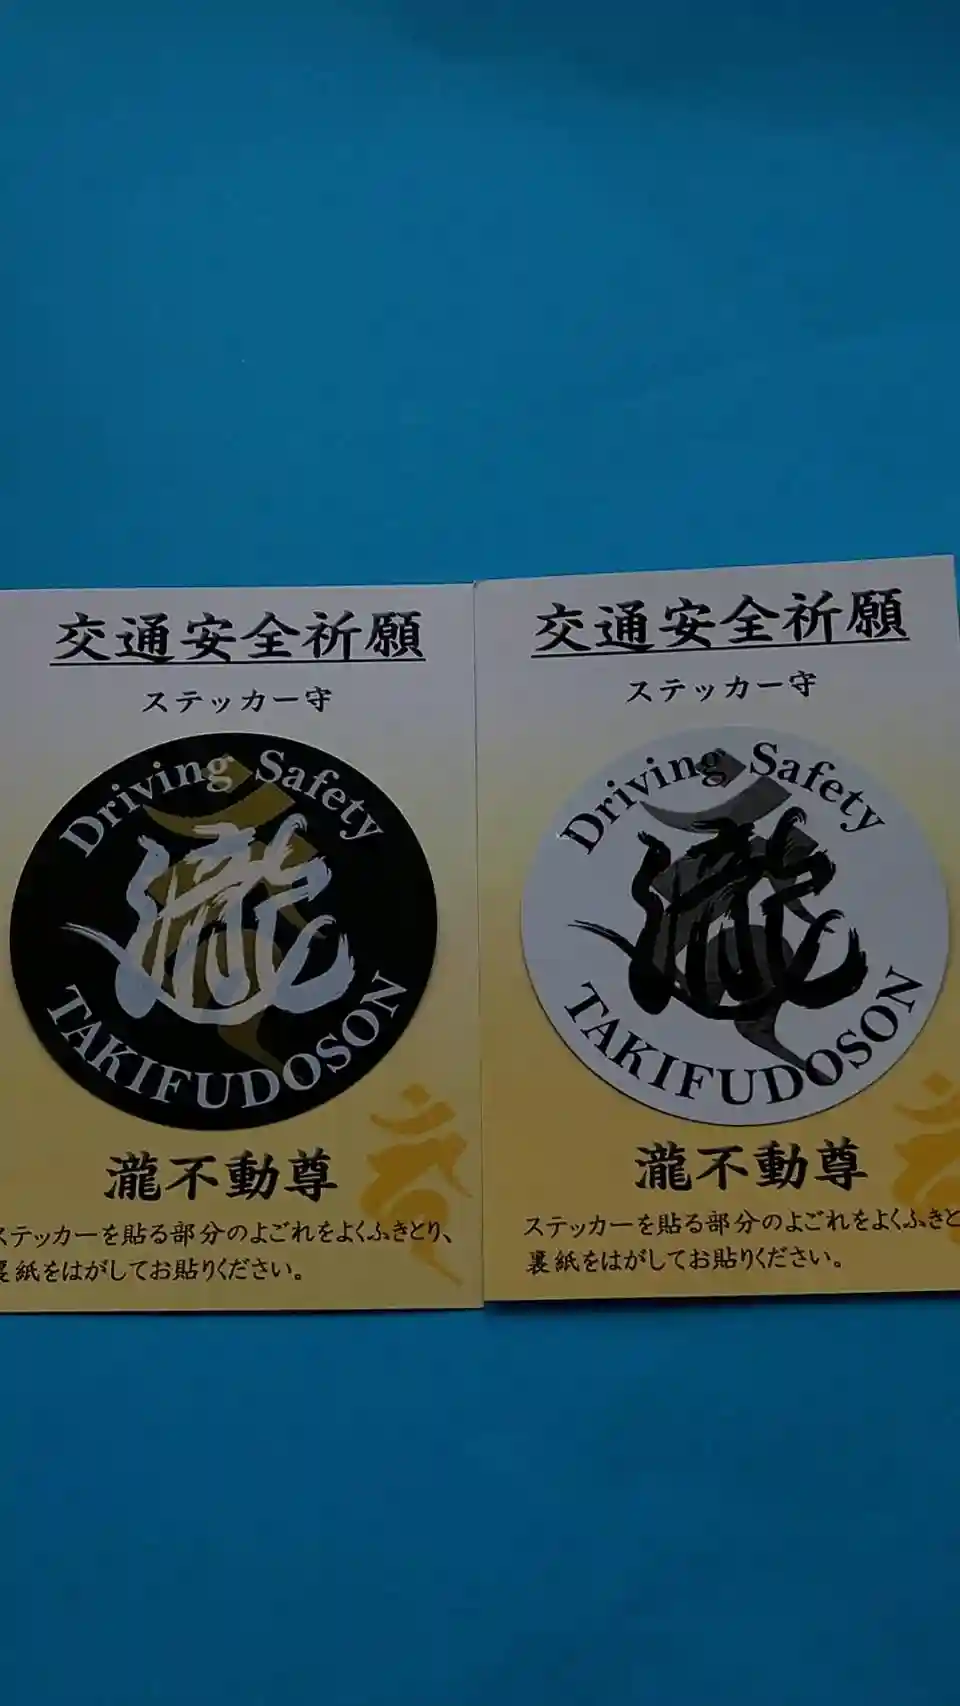 交通安全祈願
ステッカー守
Driving Safety
瀧
TAKIFUDOSON
瀧不動尊
ステッカーを貼る部分のよごれをよくふきとり、
裏紙をはがしてお貼りください。
交通安全祈願
ステッカー守
Driving Safety
瀧
TAKIFUDOSON
瀧不動尊
ステッカーを貼る部分のよごれをよくふきと
裏紙をはがしてお貼りください。